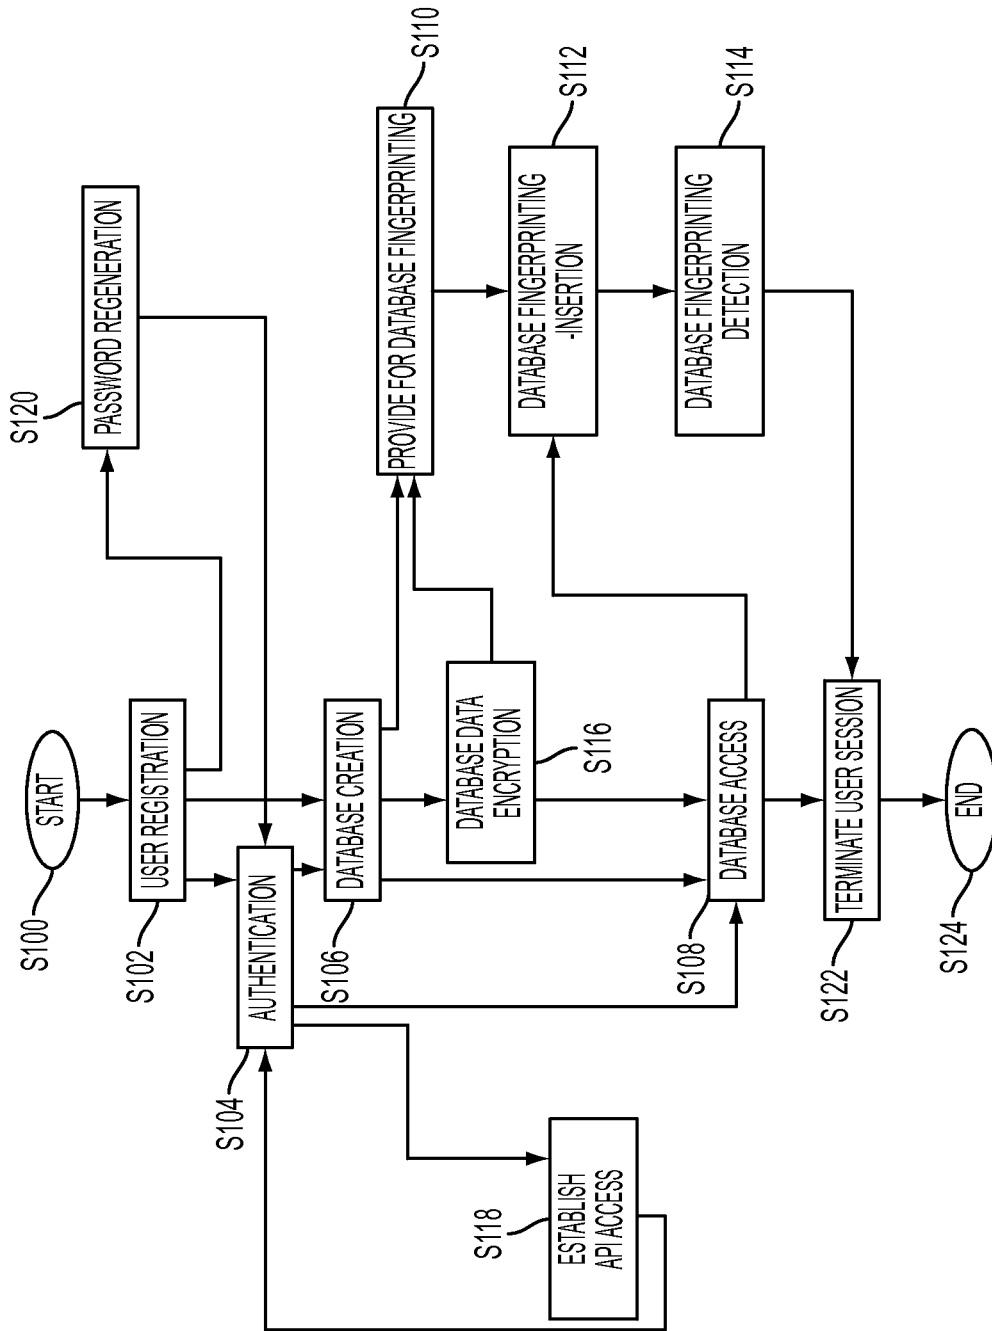 S100
START
S102
USER REGISTRATION
S120
PASSWORD REGENERATION
S104
AUTHENTICATION
S106
DATABASE CREATION
S110
PROVIDE FOR DATABASE FINGERPRINTING
S116
DATABASE DATA
ENCRYPTION
S112
DATABASE FINGERPRINTING
-INSERTION
S118
ESTABLISH
API ACCESS
S108
DATABASE ACCESS
S114
DATABASE FINGERPRINTING
DETECTION
S122
TERMINATE USER SESSION
S124
END